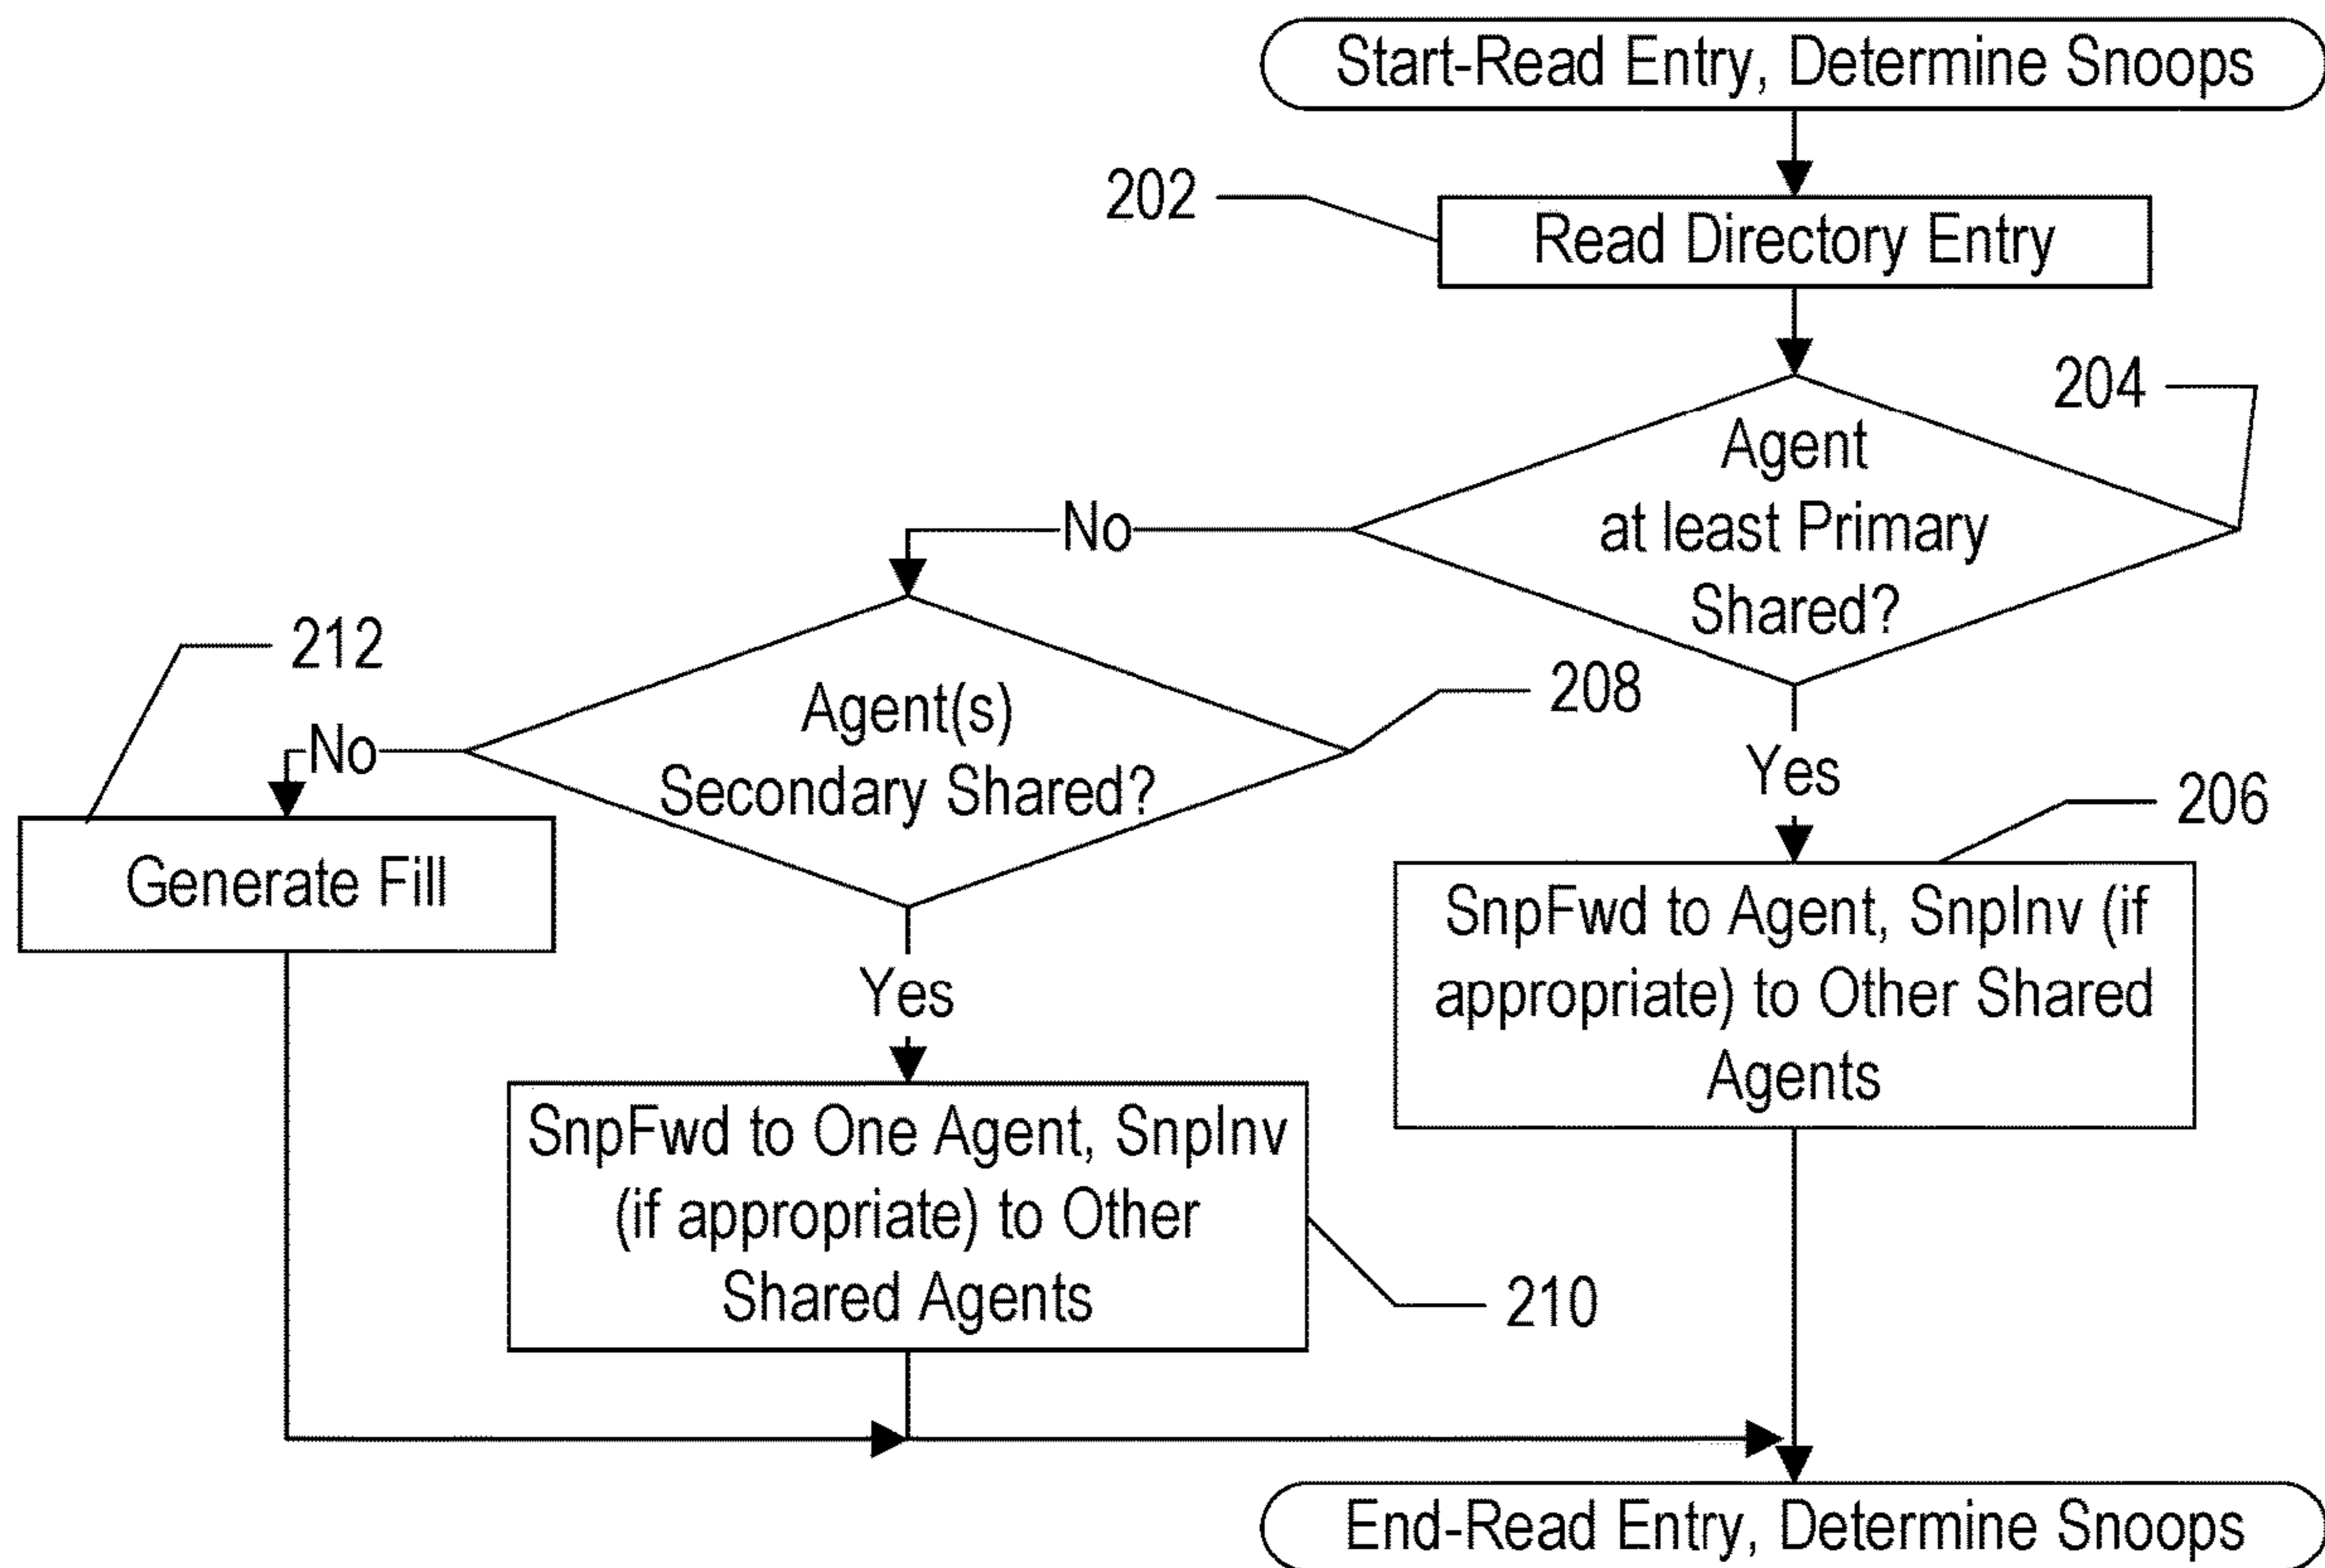 Start-Read Entry, Determine Snoops
202
Read Directory Entry
204
Agent
at least Primary
Shared?
No
Yes
212
208
Agent(s)
Secondary Shared?
No
Yes
206
Generate Fill
SnpFwd to Agent, SnpInv (if
appropriate) to Other Shared
Agents
SnpFwd to One Agent, SnpInv
(if appropriate) to Other
Shared Agents
210
End-Read Entry, Determine Snoops